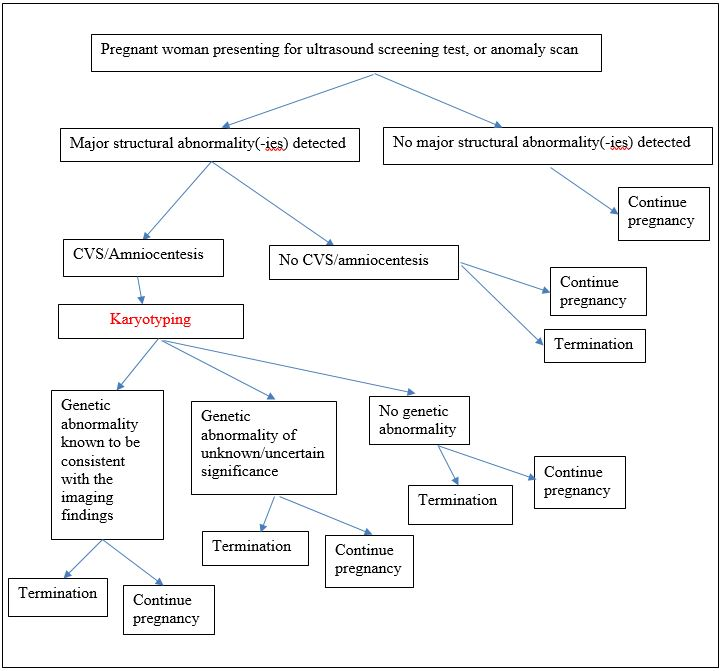 Pregnant woman presenting for ultrasound screening test, or anomaly scan
Major structural abnormality(-ies) detected
No major structural abnormality(-ies) detected
Continue
pregnancy
CVS/Amniocentesis
No CVS/amniocentesis
Continue
pregnancy
Termination
Karyotyping
Genetic
abnormality
known to be
consistent
with the
imaging
findings
Genetic
abnormality of
unknown/uncertain
significance
No genetic
abnormality
Termination
Continue
pregnancy
Termination
Continue
pregnancy
Termination
Continue
pregnancy